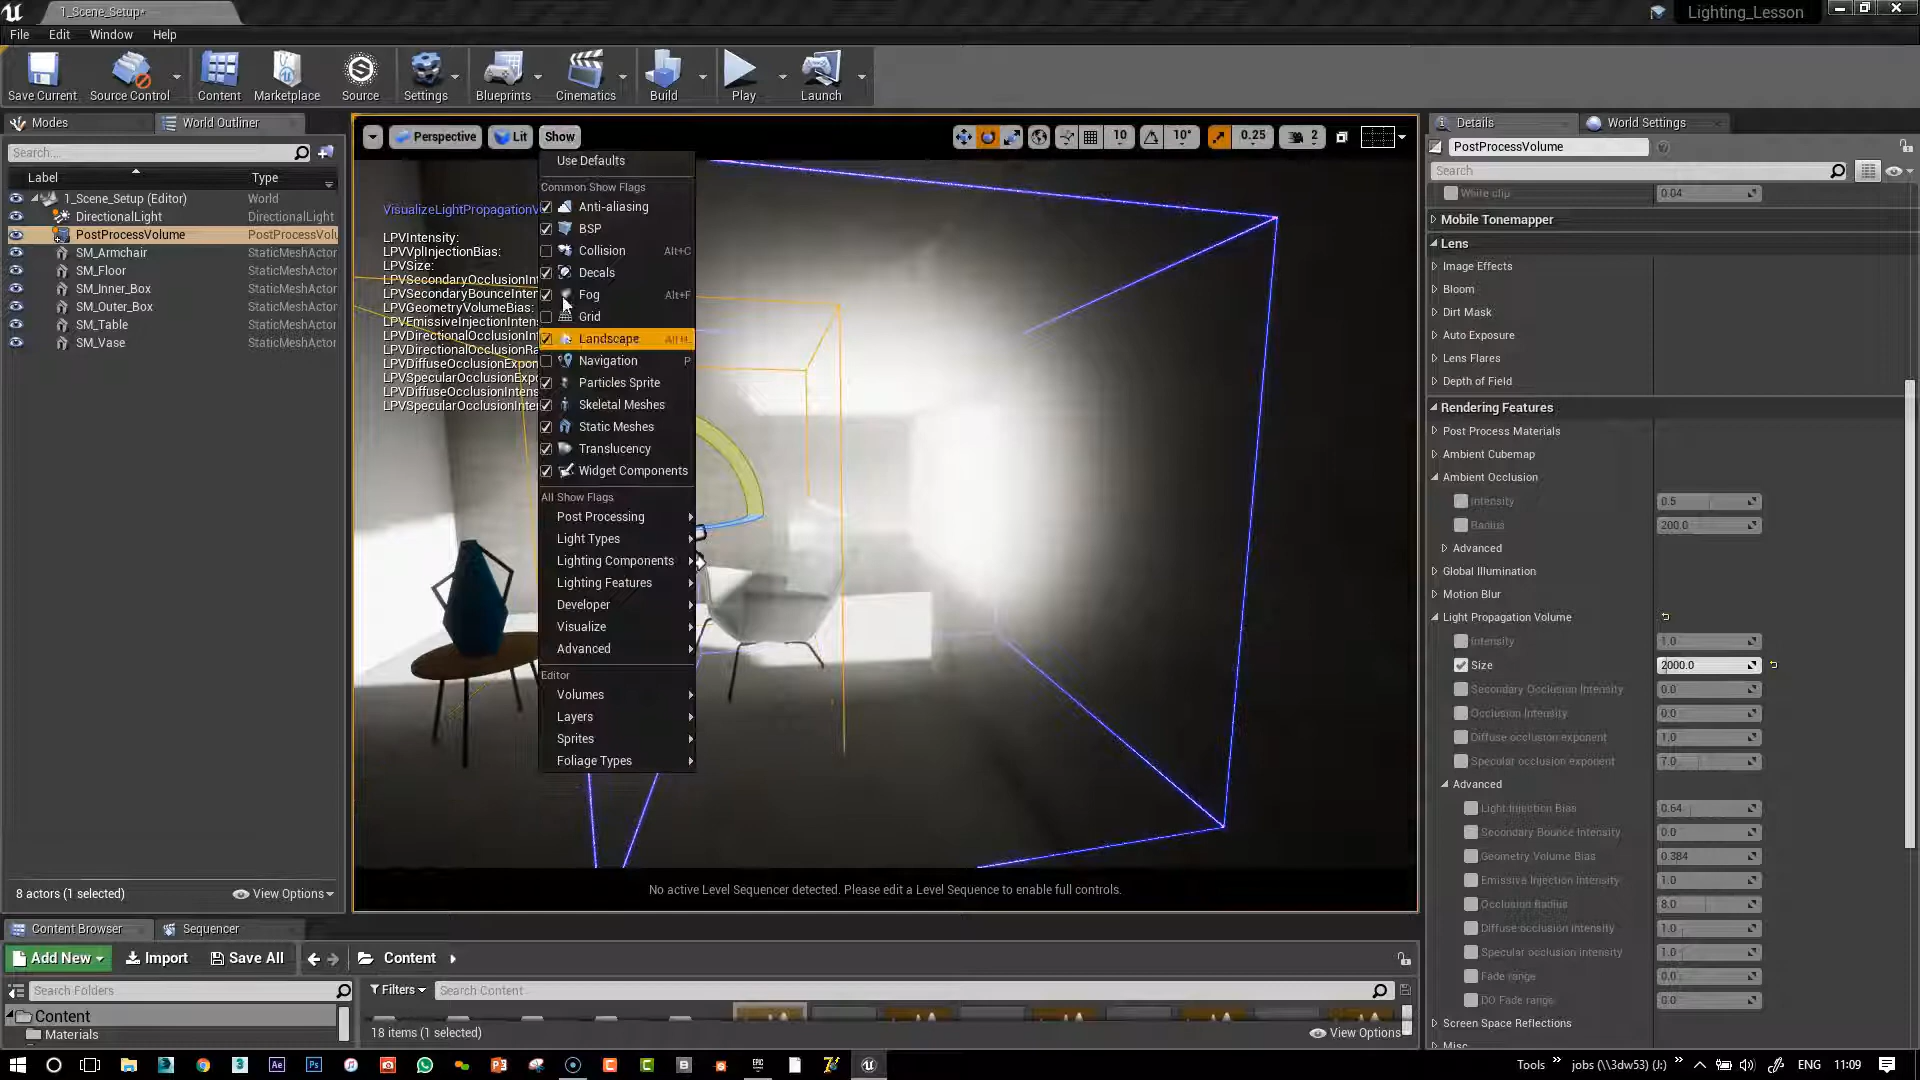 1_Scene_Setup*
Lighting_Lesson
File Edit Window Help
Save Current
Source Control
Content
Marketplace
Source
Settings
Blueprints
Cinematics
Build
Play
Launch
Modes
World Outliner
Search...
Label Type
1_Scene_Setup (Editor) World
DirectionalLight DirectionalLight
PostProcessVolume PostProcessVolu
SM_Armchair StaticMeshActor
SM_Floor StaticMeshActor
SM_Inner_Box StaticMeshActor
SM_Outer_Box StaticMeshActor
SM_Table StaticMeshActor
SM_Vase StaticMeshActor
8 actors (1 selected)
View Options
Perspective
Lit
Show
10
10°
0.25
2
VisualizeLightPropagationV
LPVIntensity:
LPVVplInjectionBias:
LPVSize:
LPVSecondaryOcclusionInt
LPVSecondaryBounceInten
LPVGeometryVolumeBias:
LPVEmissiveInjectionIntens
LPVDirectionalOcclusionInt
LPVDirectionalOcclusionRa
LPVDiffuseOcclusionExpon
LPVSpecularOcclusionExpo
LPVDiffuseOcclusionIntens
LPVSpecularOcclusionInten
Use Defaults
Common Show Flags
Anti-aliasing
BSP
Collision Alt+C
Decals
Fog Alt+F
Grid
Landscape
Navigation P
Particles Sprite
Skeletal Meshes
Static Meshes
Translucency
Widget Components
All Show Flags
Post Processing
Light Types
Lighting Components
Lighting Features
Developer
Visualize
Advanced
Editor
Volumes
Layers
Sprites
Foliage Types
No active Level Sequencer detected. Please edit a Level Sequence to enable full controls.
Details
World Settings
PostProcessVolume
Search
White clip 0.04
Mobile Tonemapper
Lens
Image Effects
Bloom
Dirt Mask
Auto Exposure
Lens Flares
Depth of Field
Rendering Features
Post Process Materials
Ambient Cubemap
Ambient Occlusion
Intensity 0.5
Radius 200.0
Advanced
Global Illumination
Motion Blur
Light Propagation Volume
Intensity 1.0
Size 2000.0
Secondary Occlusion Intensity 0.0
Occlusion Intensity 0.0
Diffuse occlusion exponent 1.0
Specular occlusion exponent 7.0
Advanced
Light Injection Bias 0.64
Secondary Bounce Intensity 0.0
Geometry Volume Bias 0.384
Emissive Injection Intensity 1.0
Occlusion Radius 8.0
Diffuse occlusion intensity 1.0
Specular occlusion intensity 1.0
Fade range 0.0
DO Fade range 0.0
Screen Space Reflections
Misc
Content Browser
Sequencer
Add New
Import
Save All
Content
Search Folders
Filters
Search Content
Content
Materials
18 items (1 selected)
View Options
Tools
jobs (\\3dw53) (J:)
ENG
11:09